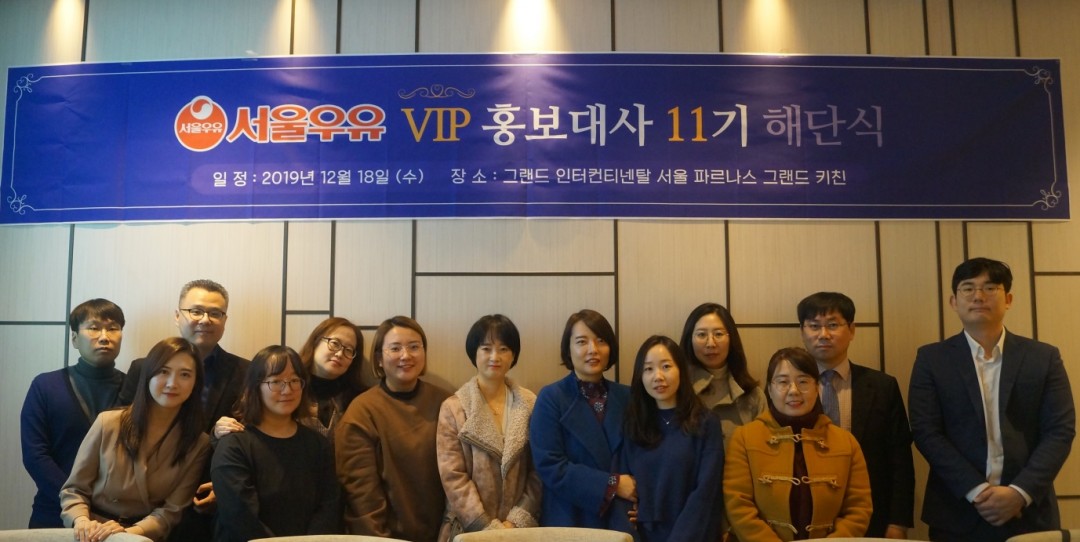 서울우유 서울우유 VIP 홍보대사 11기 해단식
일 정 : 2019년 12월 18일 (수) 장 소 : 그랜드 인터컨티넨탈 서울 파르나스 그랜드 키친